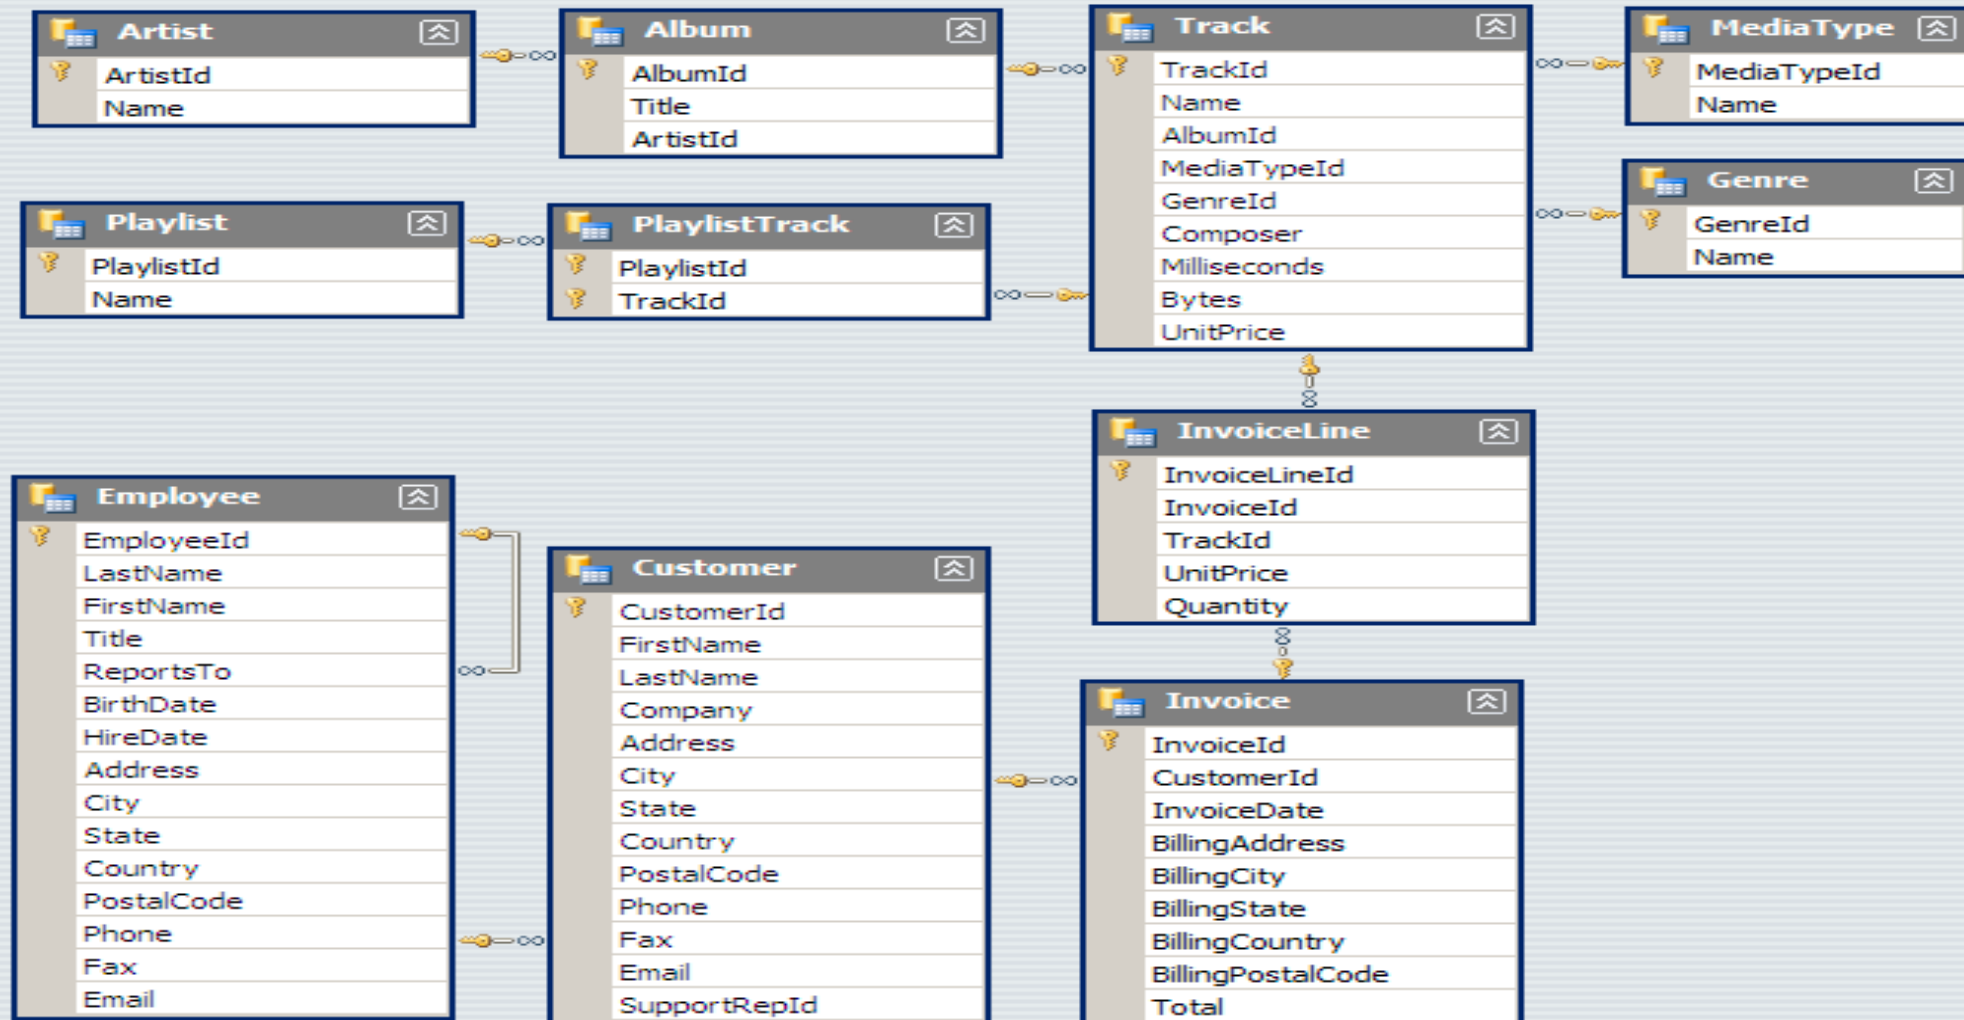 Artist
ArtistId
Name
Album
AlbumId
Title
ArtistId
Track
TrackId
Name
AlbumId
MediaTypeId
GenreId
Composer
Milliseconds
Bytes
UnitPrice
MediaType
MediaTypeId
Name
Genre
GenreId
Name
Playlist
PlaylistId
Name
PlaylistTrack
PlaylistId
TrackId
InvoiceLine
InvoiceLineId
InvoiceId
TrackId
UnitPrice
Quantity
Employee
EmployeeId
LastName
FirstName
Title
ReportsTo
BirthDate
HireDate
Address
City
State
Country
PostalCode
Phone
Fax
Email
Customer
CustomerId
FirstName
LastName
Company
Address
City
State
Country
PostalCode
Phone
Fax
Email
SupportRepId
Invoice
InvoiceId
CustomerId
InvoiceDate
BillingAddress
BillingCity
BillingState
BillingCountry
BillingPostalCode
Total